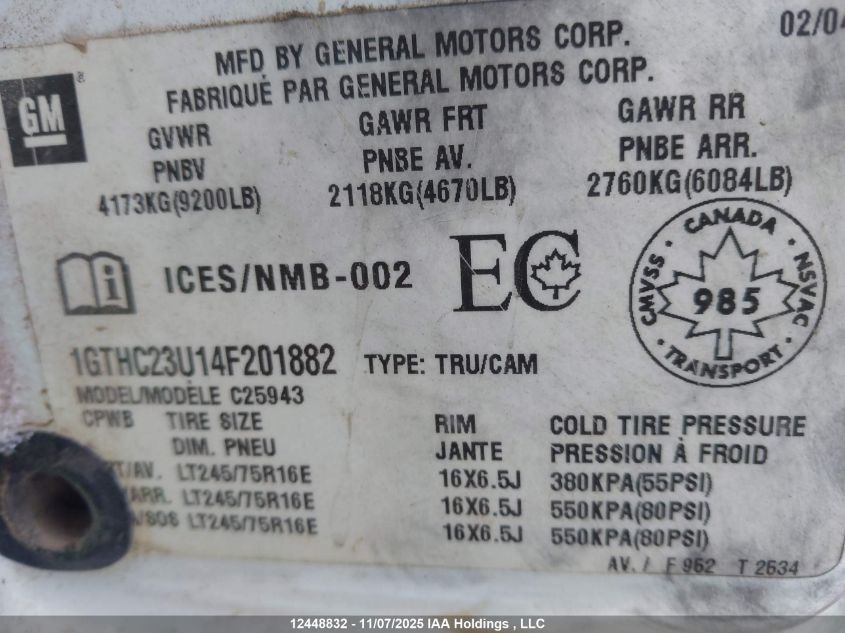 02/04
MFD BY GENERAL MOTORS CORP.
FABRIQUÉ PAR GENERAL MOTORS CORP.
GM
GVWR GAWR FRT GAWR RR
PNBV PNBE AV. PNBE ARR.
4173KG(9200LB) 2118KG(4670LB) 2760KG(6084LB)
i ICES/NMB-002 EC
CANADA
CMVSS 985 NSVAC
TRANSPORT
1GTHC23U14F201882 TYPE: TRU/CAM
MODEL/MODÈLE C25943
CPWB TIRE SIZE RIM COLD TIRE PRESSURE
DIM. PNEU JANTE PRESSION À FROID
/AV. LT245/75R16E 16X6.5J 380KPA(55PSI)
/ARR. LT245/75R16E 16X6.5J 550KPA(80PSI)
/SOS LT245/75R16E 16X6.5J 550KPA(80PSI)
AV. / F 962 T 2634
12448832 - 11/07/2025 IAA Holdings , LLC